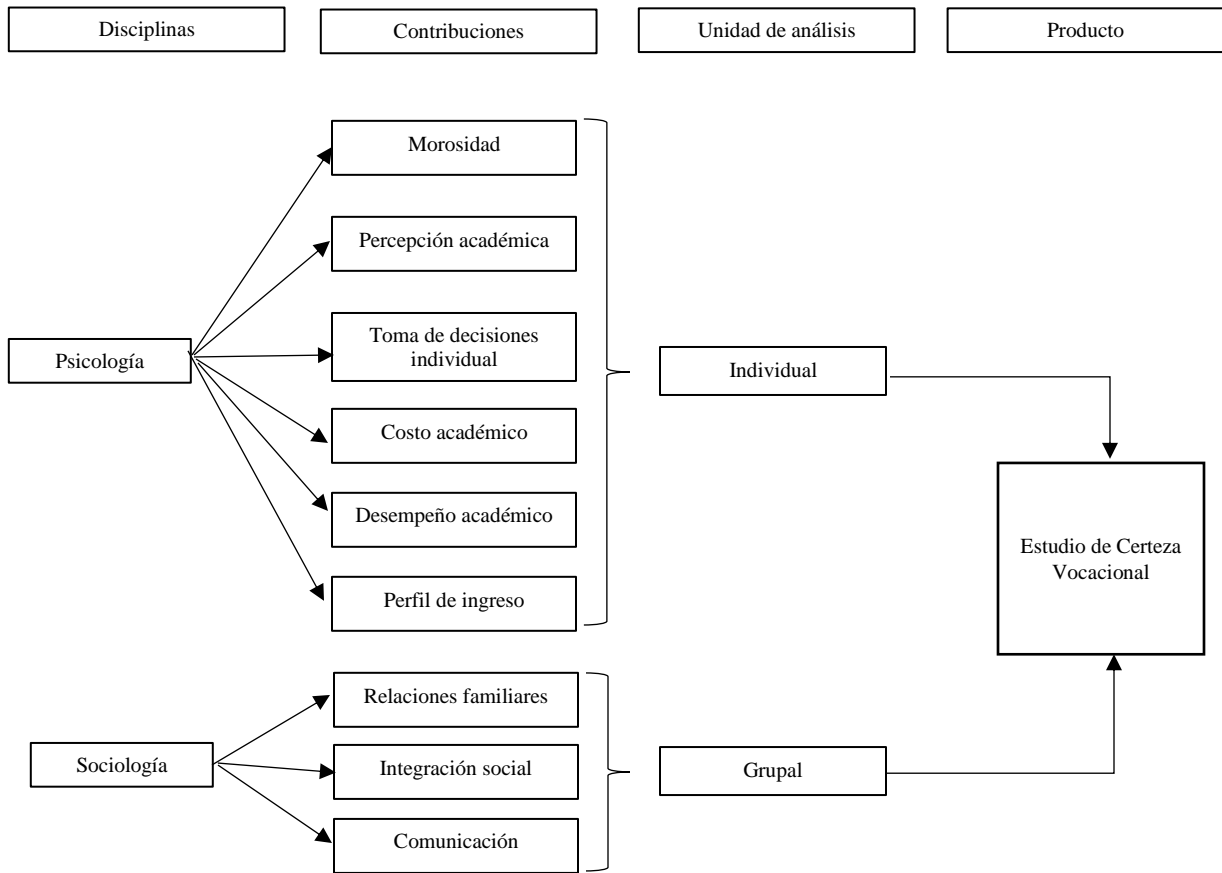 Disciplinas
Contribuciones
Unidad de análisis
Producto
Morosidad
Percepción académica
Toma de decisiones
individual
Costo académico
Desempeño académico
Perfil de ingreso
Psicología
Individual
Estudio de Certeza
Vocacional
Relaciones familiares
Integración social
Comunicación
Sociología
Grupal